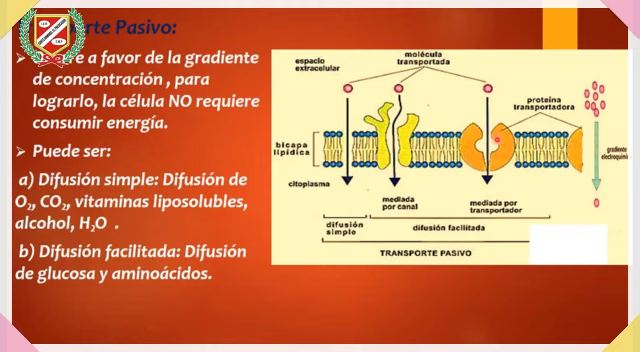 Pasivo:
a favor de la gradiente
de concentración , para
lograrlo, la célula NO requiere
consumir energía.
Puede ser:
a) Difusión simple: Difusión de
O₂, CO₂, vitaminas liposolubles,
alcohol, H₂O .
b) Difusión facilitada: Difusión
de glucosa y aminoácidos.
espacio
extracelular
molécula
transportada
proteína
transportadora
bicapa
lipídica
gradiente
citoplasma
mediada
por canal
mediada por
transportador
difusión
simple
difusión facilitada
TRANSPORTE PASIVO